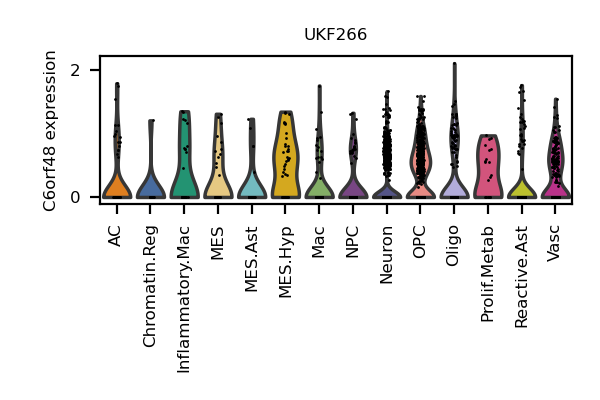 UKF266
C6orf48 expression
2
0
AC
Chromatin.Reg
Inflammatory.Mac
MES
MES.Ast
MES.Hyp
Mac
NPC
Neuron
OPC
Oligo
Prolif.Metab
Reactive.Ast
Vasc